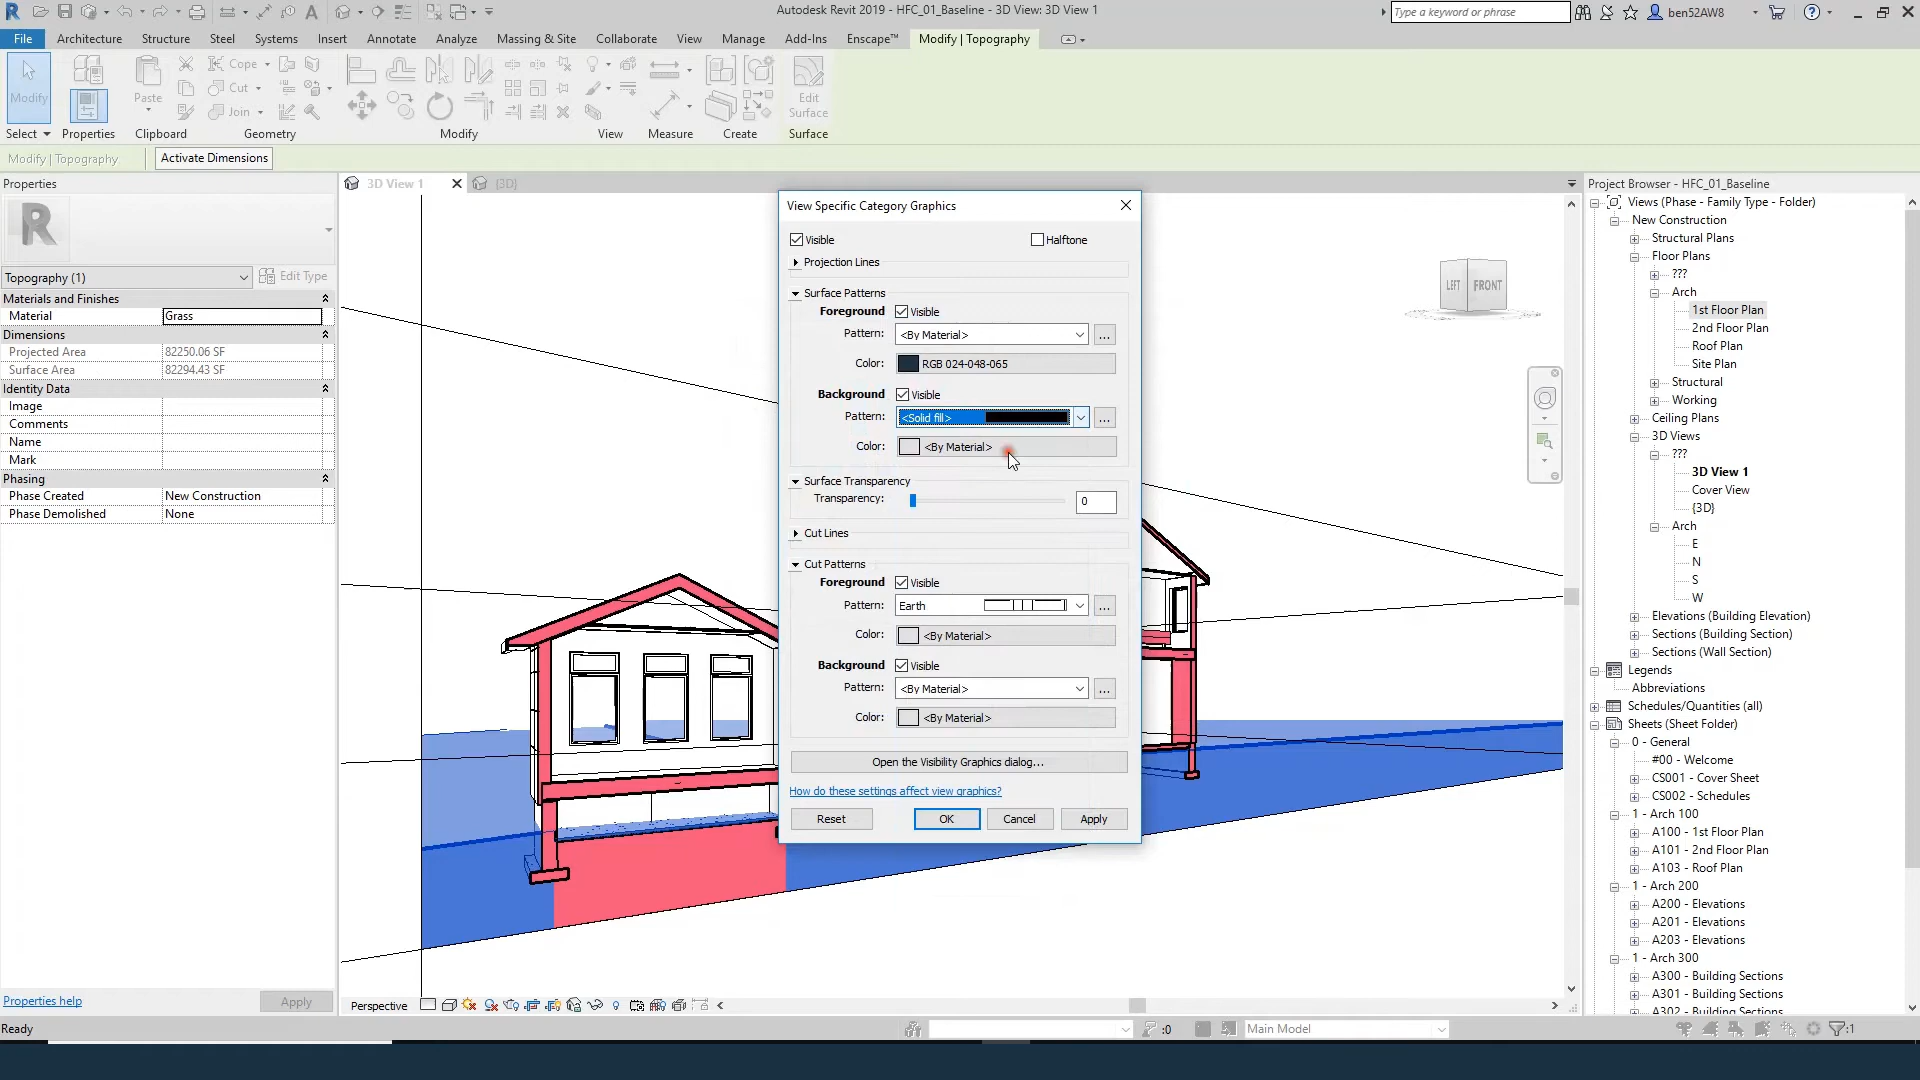 Autodesk Revit 2019 - HFC_01_Baseline - 3D View: 3D View 1
Type a keyword or phrase
ben52AW8
File Architecture Structure Steel Systems Insert Annotate Analyze Massing & Site Collaborate View Manage Add-Ins Enscape™ Modify | Topography
Modify
Paste
Cope
Cut
Join
Edit
Surface
Select Properties Clipboard Geometry Modify View Measure Create Surface
Modify | Topography Activate Dimensions
Properties
Topography (1) Edit Type
Materials and Finishes
Material Grass
Dimensions
Projected Area 82250.06 SF
Surface Area 82294.43 SF
Identity Data
Image
Comments
Name
Mark
Phasing
Phase Created New Construction
Phase Demolished None
Properties help Apply
3D View 1 {3D}
LEFT FRONT
View Specific Category Graphics
Visible Halftone
Projection Lines
Surface Patterns
Foreground Visible
Pattern: <By Material>
Color: RGB 024-048-065
Background Visible
Pattern: <Solid fill>
Color: <By Material>
Surface Transparency
Transparency: 0
Cut Lines
Cut Patterns
Foreground Visible
Pattern: Earth
Color: <By Material>
Background Visible
Pattern: <By Material>
Color: <By Material>
Open the Visibility Graphics dialog...
How do these settings affect view graphics?
Reset OK Cancel Apply
Perspective
Project Browser - HFC_01_Baseline
Views (Phase - Family Type - Folder)
New Construction
Structural Plans
Floor Plans
???
Arch
1st Floor Plan
2nd Floor Plan
Roof Plan
Site Plan
Structural
Working
Ceiling Plans
3D Views
???
3D View 1
Cover View
{3D}
Arch
E
N
S
W
Elevations (Building Elevation)
Sections (Building Section)
Sections (Wall Section)
Legends
Abbreviations
Schedules/Quantities (all)
Sheets (Sheet Folder)
0 - General
#00 - Welcome
CS001 - Cover Sheet
CS002 - Schedules
1 - Arch 100
A100 - 1st Floor Plan
A101 - 2nd Floor Plan
A103 - Roof Plan
1 - Arch 200
A200 - Elevations
A201 - Elevations
A203 - Elevations
1 - Arch 300
A300 - Building Sections
A301 - Building Sections
A302 - Building Sections
Ready :0 Main Model :1